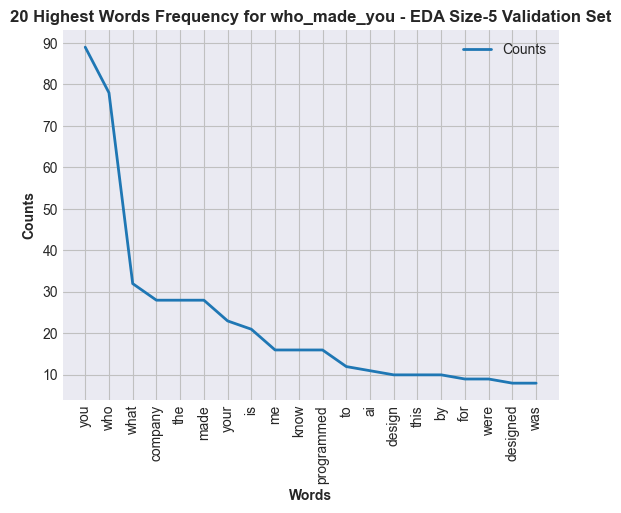 20 Highest Words Frequency for who_made_you - EDA Size-5 Validation Set
Counts
90
80
70
60
50
40
30
20
10
Counts
you
who
what
company
the
made
your
is
me
know
programmed
to
ai
design
this
by
for
were
designed
was
Words